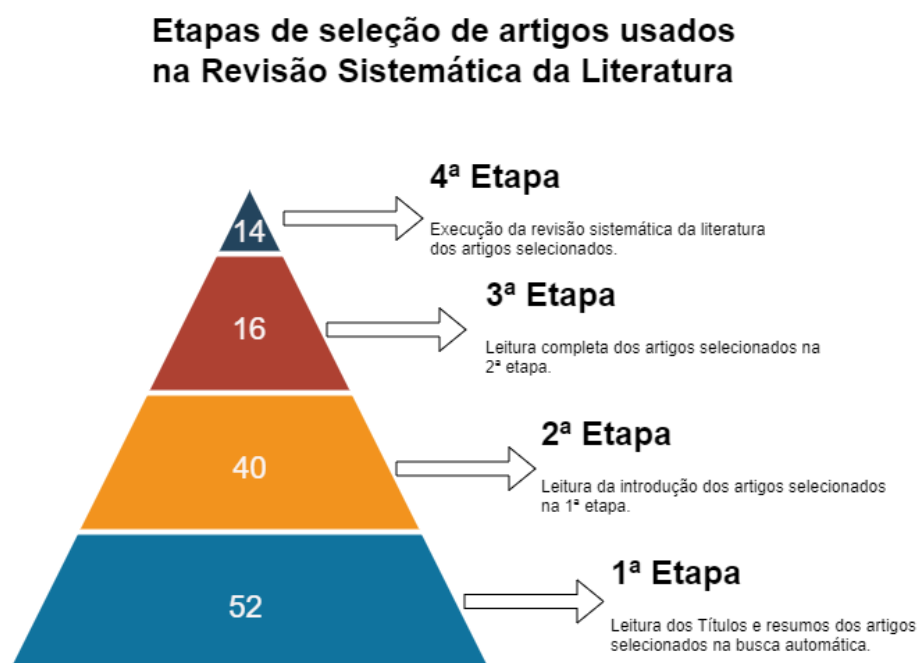 Etapas de seleção de artigos usados
na Revisão Sistemática da Literatura
4ª Etapa
14
Execução da revisão sistemática da literatura
dos artigos selecionados.
3ª Etapa
16
Leitura completa dos artigos selecionados na
2ª etapa.
2ª Etapa
40
Leitura da introdução dos artigos selecionados
na 1ª etapa.
1ª Etapa
52
Leitura dos Títulos e resumos dos artigos
selecionados na busca automática.